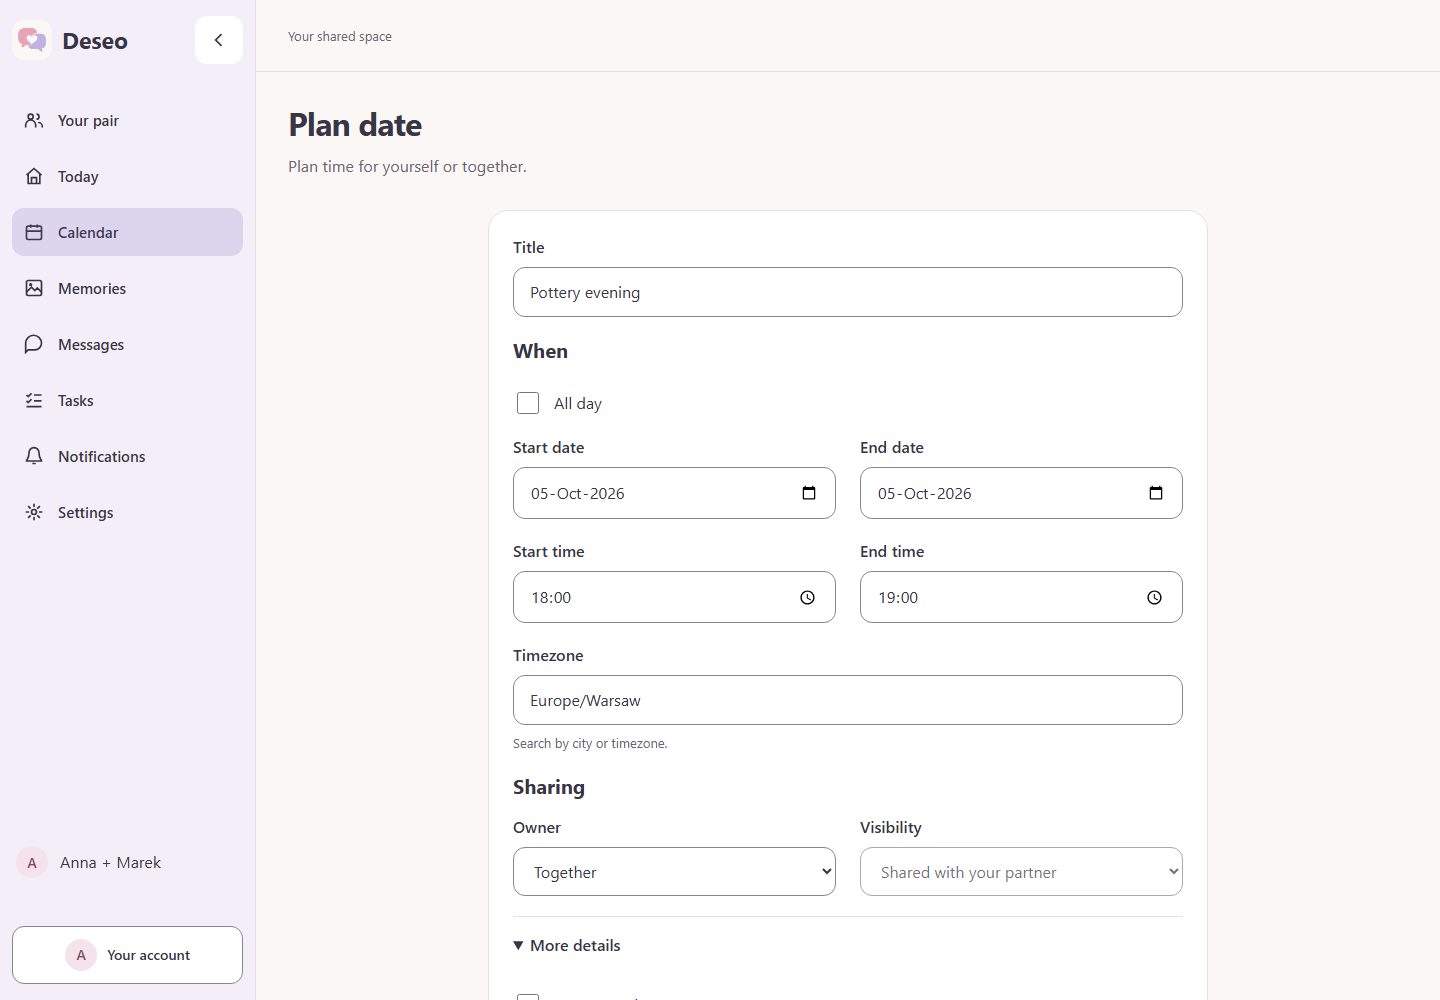 Deseo
Your shared space
Your pair
Today
Calendar
Memories
Messages
Tasks
Notifications
Settings
A Anna + Marek
A Your account
Plan date
Plan time for yourself or together.
Title
Pottery evening
When
All day
Start date
End date
05-Oct-2026
05-Oct-2026
Start time
End time
18:00
19:00
Timezone
Europe/Warsaw
Search by city or timezone.
Sharing
Owner
Visibility
Together
Shared with your partner
More details